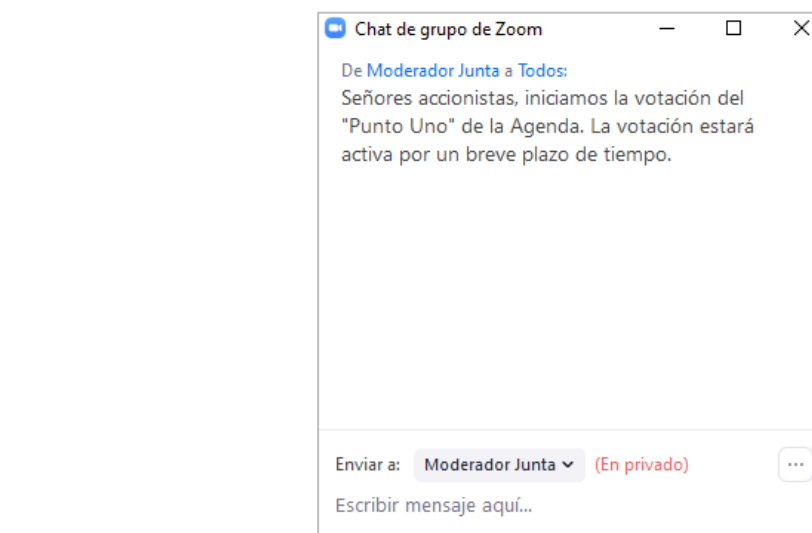 Chat de grupo de Zoom
De Moderador Junta a Todos:
Señores accionistas, iniciamos la votación del
"Punto Uno" de la Agenda. La votación estará
activa por un breve plazo de tiempo.
Enviar a: Moderador Junta (En privado)
Escribir mensaje aquí...